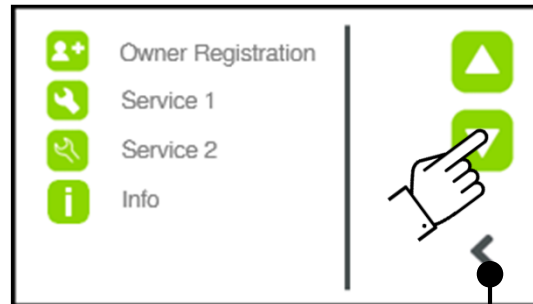 Owner Registration
Service 1
Service 2
Info